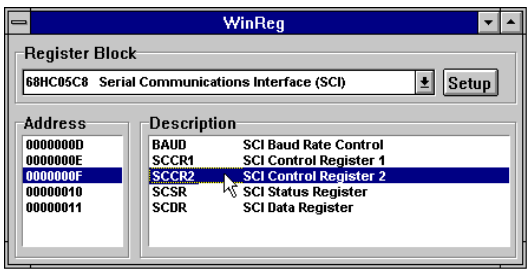 WinReg
Register Block
68HC05C8 Serial Communications Interface (SCI)
Setup
Address Description
0000000D BAUD SCI Baud Rate Control
0000000E SCCR1 SCI Control Register 1
0000000F SCCR2 SCI Control Register 2
00000010 SCSR SCI Status Register
00000011 SCDR SCI Data Register